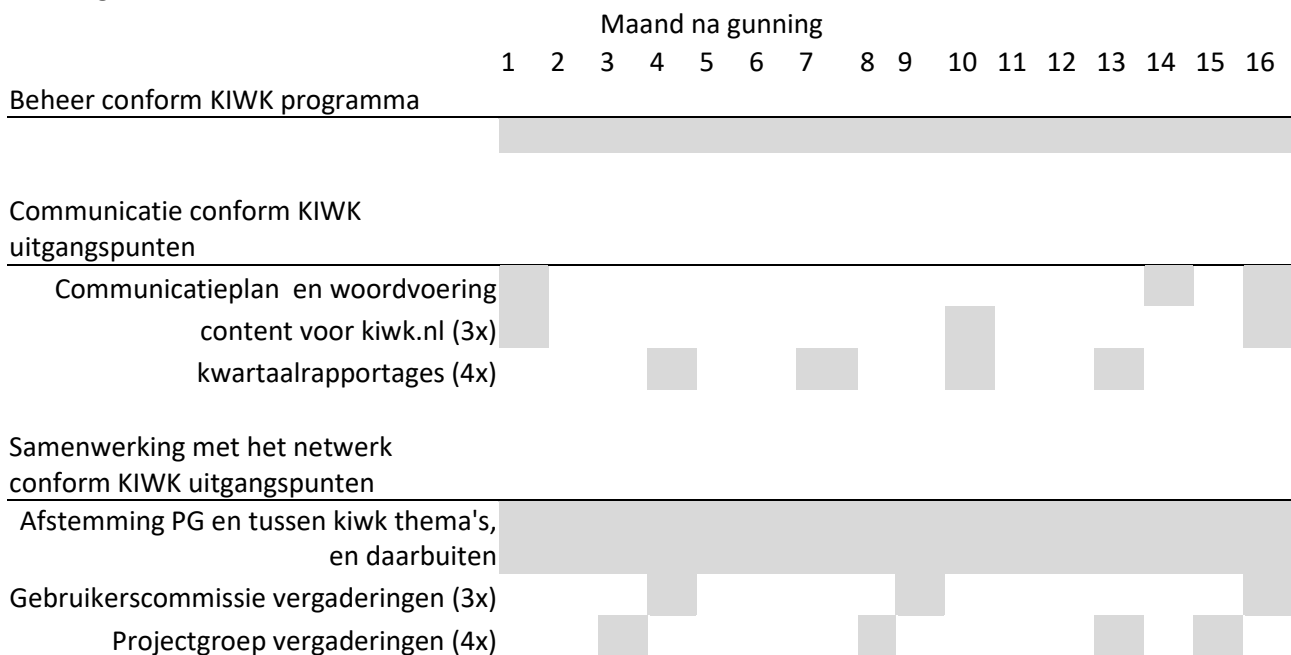 Maand na gunning
1 2 3 4 5 6 7 8 9 10 11 12 13 14 15 16
Beheer conform KIWK programma
Communicatie conform KIWK
uitgangspunten
Communicatieplan en woordvoering
content voor kiwk.nl (3x)
kwartaalrapportages (4x)
Samenwerking met het netwerk
conform KIWK uitgangspunten
Afstemming PG en tussen kiwk thema's,
en daarbuiten
Gebruikerscommissie vergaderingen (3x)
Projectgroep vergaderingen (4x)